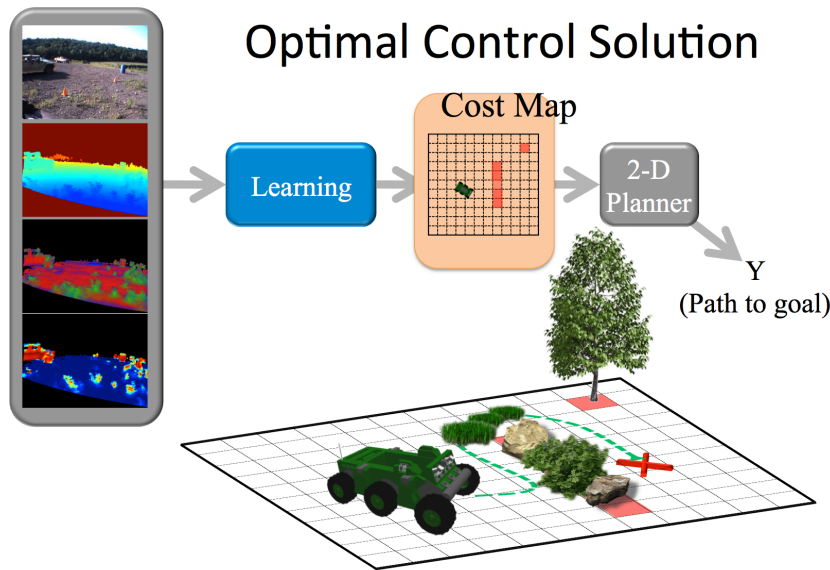 Optimal Control Solution
Cost Map
Learning
2-D
Planner
Y
(Path to goal)